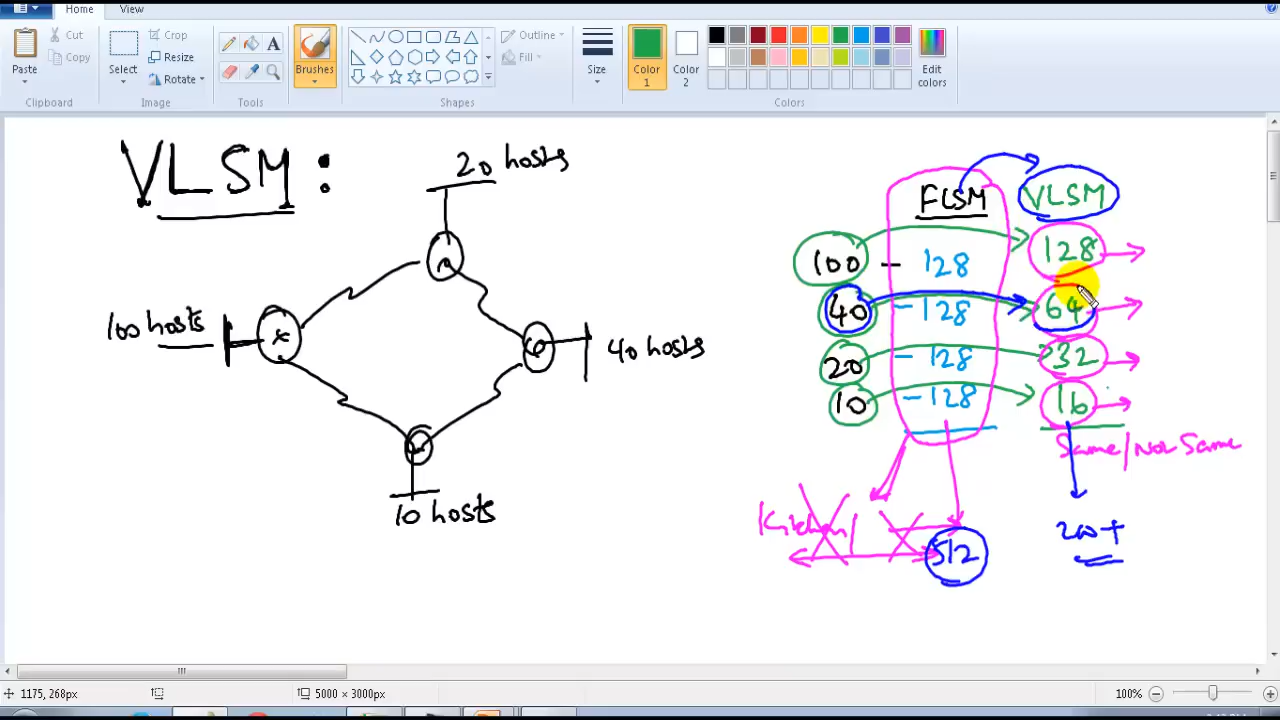 Home View
Paste
Cut
Copy
Clipboard
Select
Crop
Resize
Rotate
Image
Tools
Brushes
Outline
Fill
Shapes
Size
Color 1
Color 2
Edit colors
Colors
VLSM :
20 hosts
100 hosts
40 hosts
10 hosts
FLSM VLSM
100 - 128 128
40 - 128 64
20 - 128 32
10 - 128 16
Same/Not Same
Kitchen/
512
200+
1175, 268px
5000 × 3000px
100%